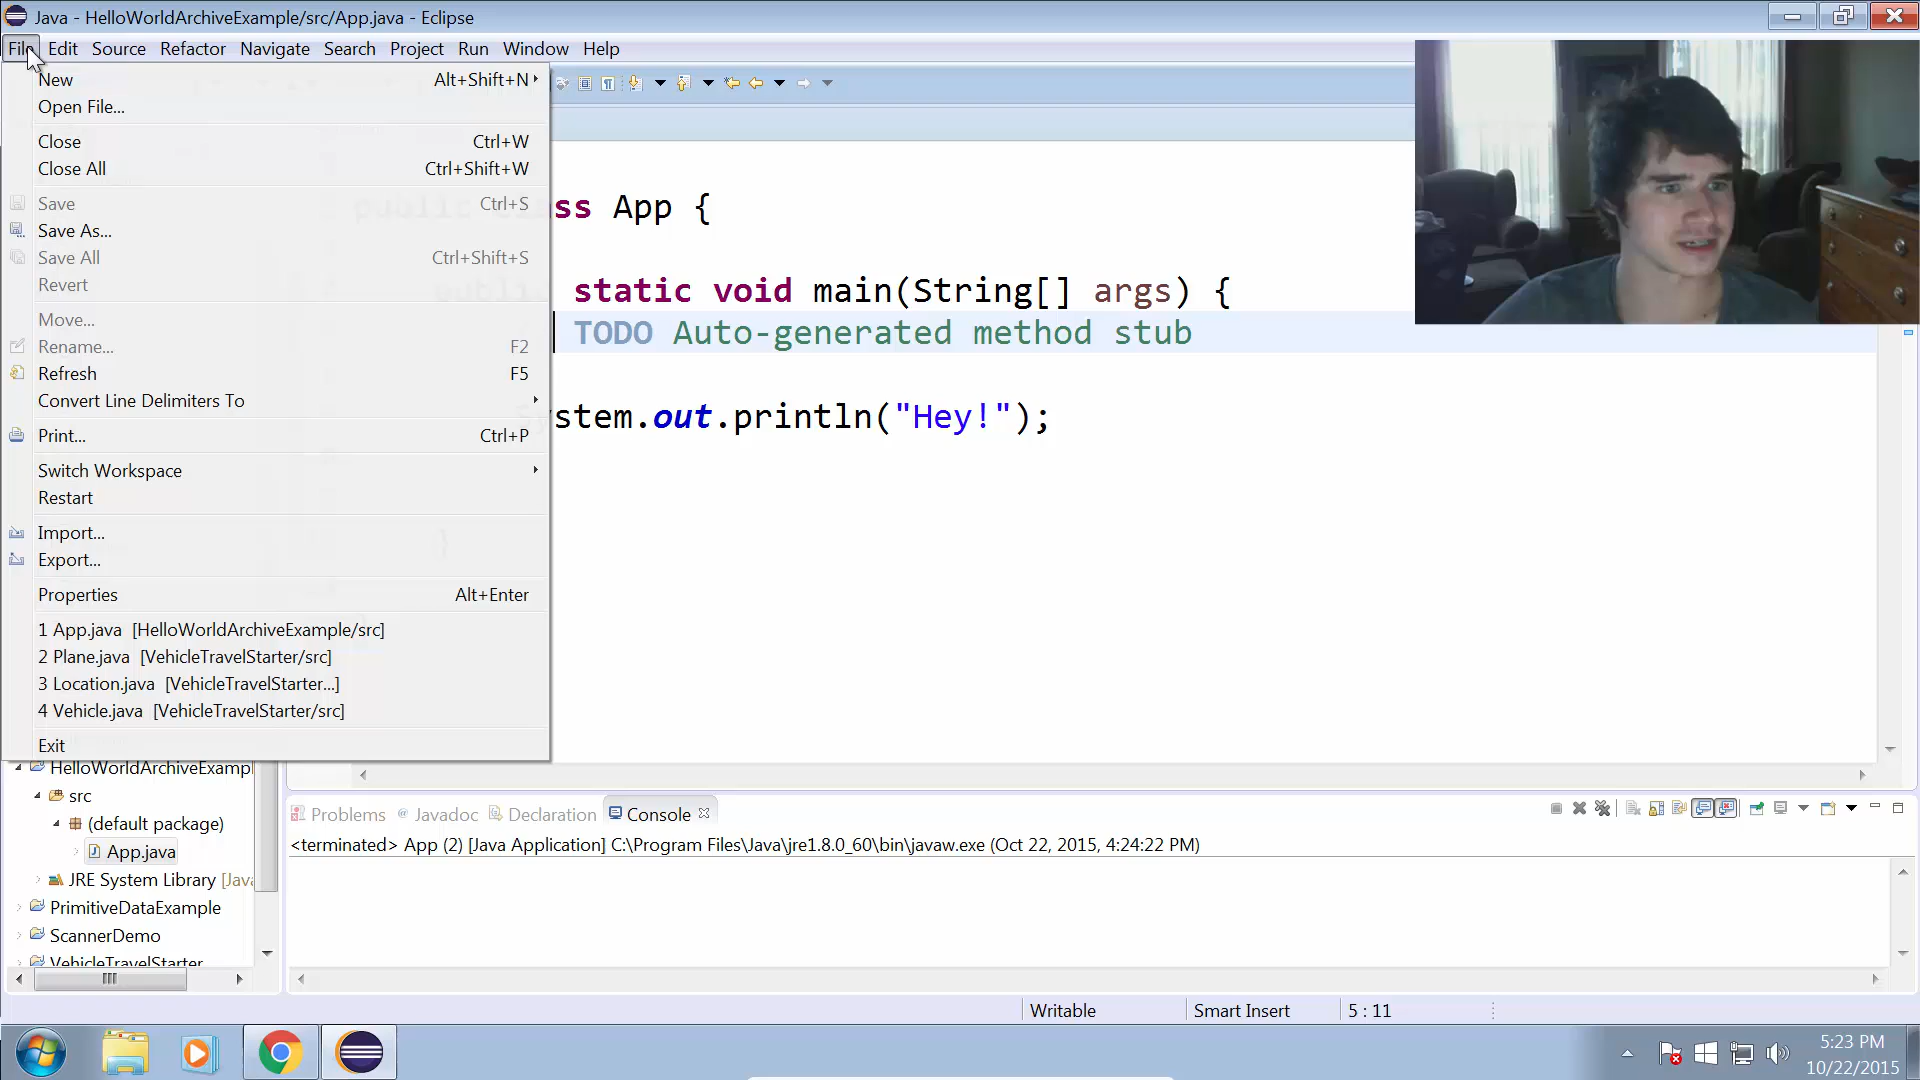 Java - HelloWorldArchiveExample/src/App.java - Eclipse
File Edit Source Refactor Navigate Search Project Run Window Help
New Alt+Shift+N
Open File...
Close Ctrl+W
Close All Ctrl+Shift+W
Save Ctrl+S
Save As...
Save All Ctrl+Shift+S
Revert
Move...
Rename... F2
Refresh F5
Convert Line Delimiters To
Print... Ctrl+P
Switch Workspace
Restart
Import...
Export...
Properties Alt+Enter
1 App.java [HelloWorldArchiveExample/src]
2 Plane.java [VehicleTravelStarter/src]
3 Location.java [VehicleTravelStarter...]
4 Vehicle.java [VehicleTravelStarter/src]
Exit
public class App {
public static void main(String[] args) {
TODO Auto-generated method stub
System.out.println("Hey!");
}
HelloWorldArchiveExampl
src
(default package)
App.java
JRE System Library [Java
PrimitiveDataExample
ScannerDemo
VehicleTravelStarter
Problems @ Javadoc Declaration Console
<terminated> App (2) [Java Application] C:\Program Files\Java\jre1.8.0_60\bin\javaw.exe (Oct 22, 2015, 4:24:22 PM)
Writable Smart Insert 5 : 11
5:23 PM
10/22/2015